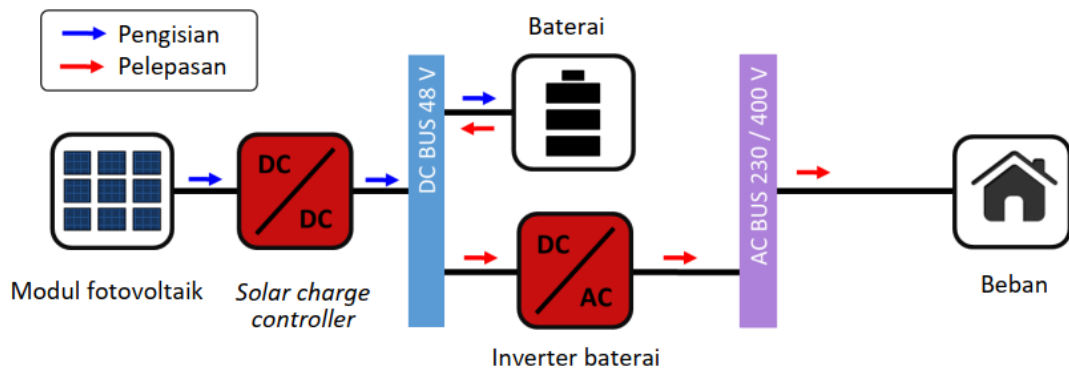 Pengisian
Pelepasan
Baterai
DC BUS 48 V
AC BUS 230 / 400 V
DC
DC
DC
AC
Modul fotovoltaik
Solar charge
controller
Inverter baterai
Beban